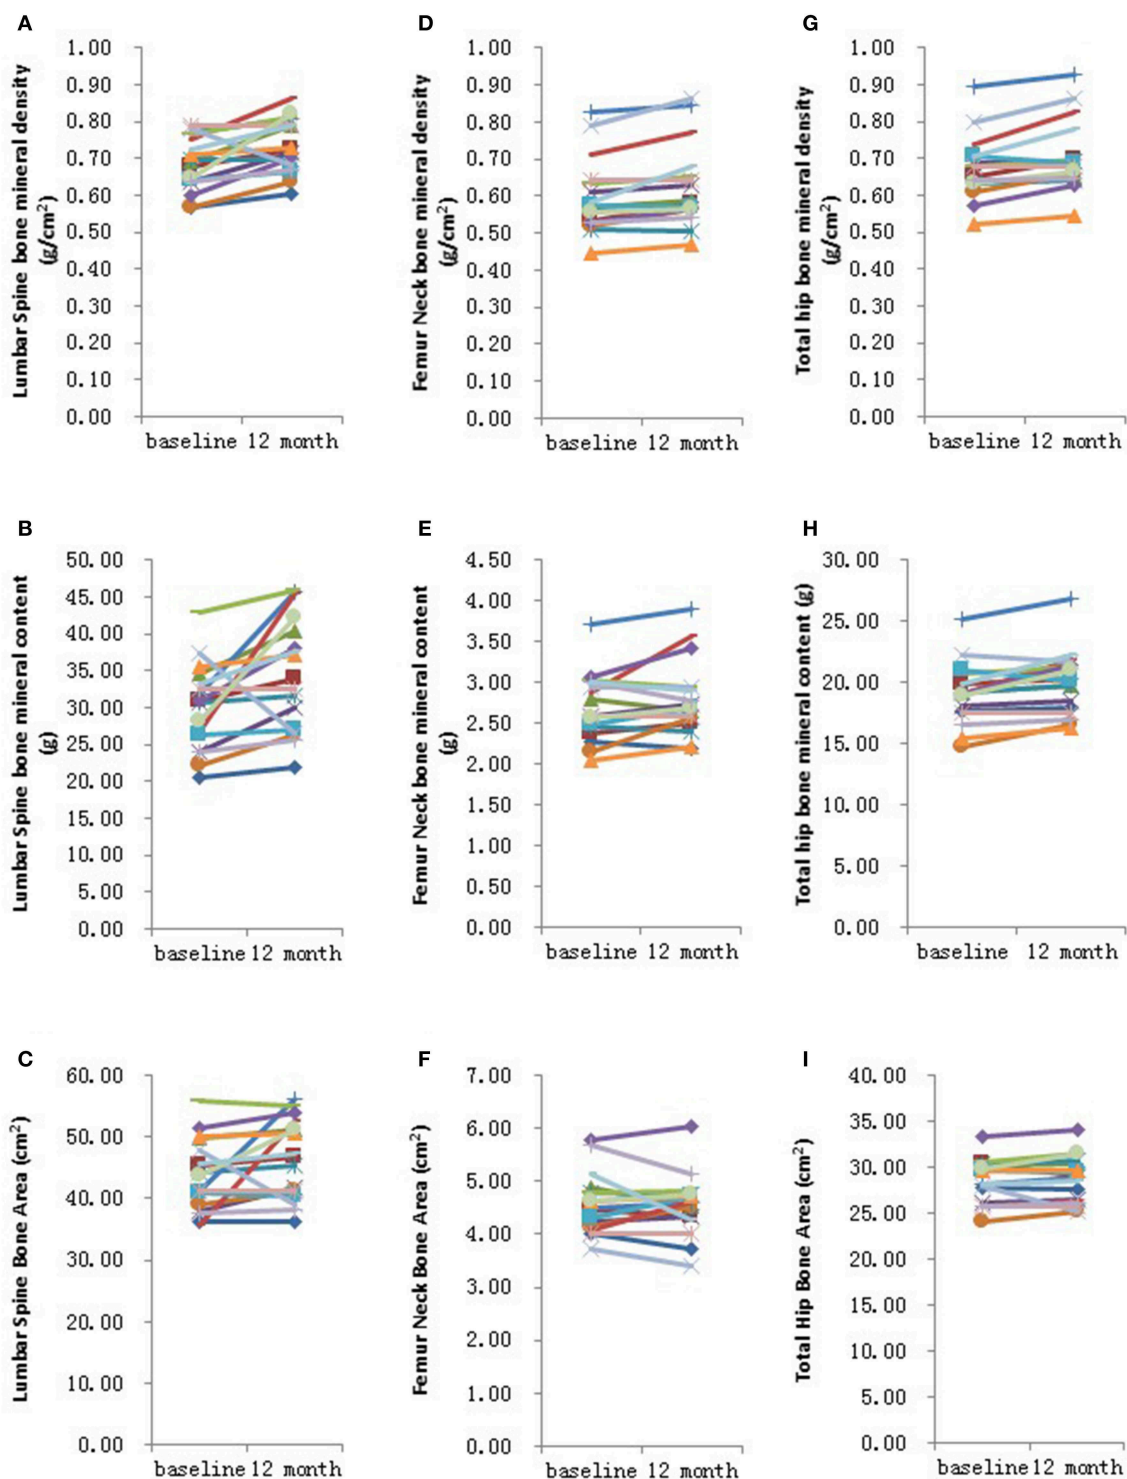 A
Lumbar Spine bone mineral density
(g/cm²)
1.00
0.90
0.80
0.70
0.60
0.50
0.40
0.30
0.20
0.10
0.00
baseline 12 month
D
Femur Neck bone mineral density
(g/cm²)
1.00
0.90
0.80
0.70
0.60
0.50
0.40
0.30
0.20
0.10
0.00
baseline 12 month
G
Total hip bone mineral density
(g/cm²)
1.00
0.90
0.80
0.70
0.60
0.50
0.40
0.30
0.20
0.10
0.00
baseline 12 month
B
Lumbar Spine bone mineral content
(g)
50.00
45.00
40.00
35.00
30.00
25.00
20.00
15.00
10.00
5.00
0.00
baseline 12 month
E
Femur Neck bone mineral content
(g)
4.50
4.00
3.50
3.00
2.50
2.00
1.50
1.00
0.50
0.00
baseline 12 month
H
Total hip bone mineral content (g)
30.00
25.00
20.00
15.00
10.00
5.00
0.00
baseline 12 month
C
Lumbar Spine Bone Area (cm²)
60.00
50.00
40.00
30.00
20.00
10.00
0.00
baseline 12 month
F
Femur Neck Bone Area (cm²)
7.00
6.00
5.00
4.00
3.00
2.00
1.00
0.00
baseline 12 month
I
Total Hip Bone Area (cm²)
40.00
35.00
30.00
25.00
20.00
15.00
10.00
5.00
0.00
baseline 12 month